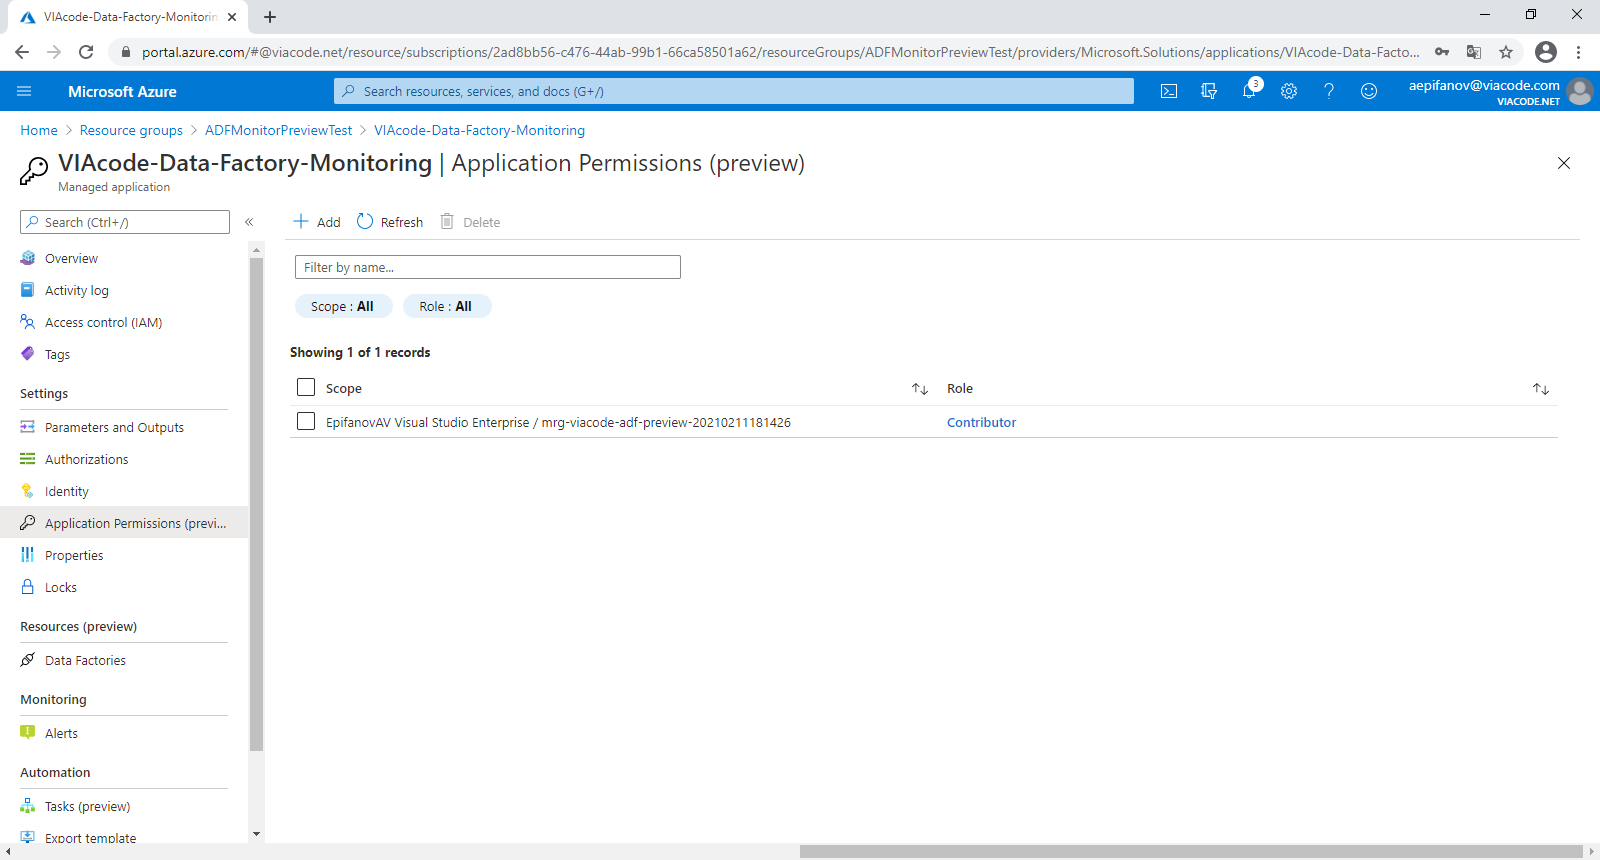 VIAcode-Data-Factory-Monitorin
portal.azure.com/#@viacode.net/resource/subscriptions/2ad8bb56-c476-44ab-99b1-66ca58501a62/resourceGroups/ADFMonitorPreviewTest/providers/Microsoft.Solutions/applications/VIAcode-Data-Facto...
Microsoft Azure
Search resources, services, and docs (G+/)
3
aepifanov@viacode.com
VIACODE.NET
Home > Resource groups > ADFMonitorPreviewTest > VIAcode-Data-Factory-Monitoring
VIAcode-Data-Factory-Monitoring | Application Permissions (preview)
Managed application
Search (Ctrl+/)
«
Overview
Activity log
Access control (IAM)
Tags
Settings
Parameters and Outputs
Authorizations
Identity
Application Permissions (previ...
Properties
Locks
Resources (preview)
Data Factories
Monitoring
Alerts
Automation
Tasks (preview)
Export template
Add Refresh Delete
Filter by name...
Scope : All Role : All
Showing 1 of 1 records
Scope Role
EpifanovAV Visual Studio Enterprise / mrg-viacode-adf-preview-20210211181426 Contributor